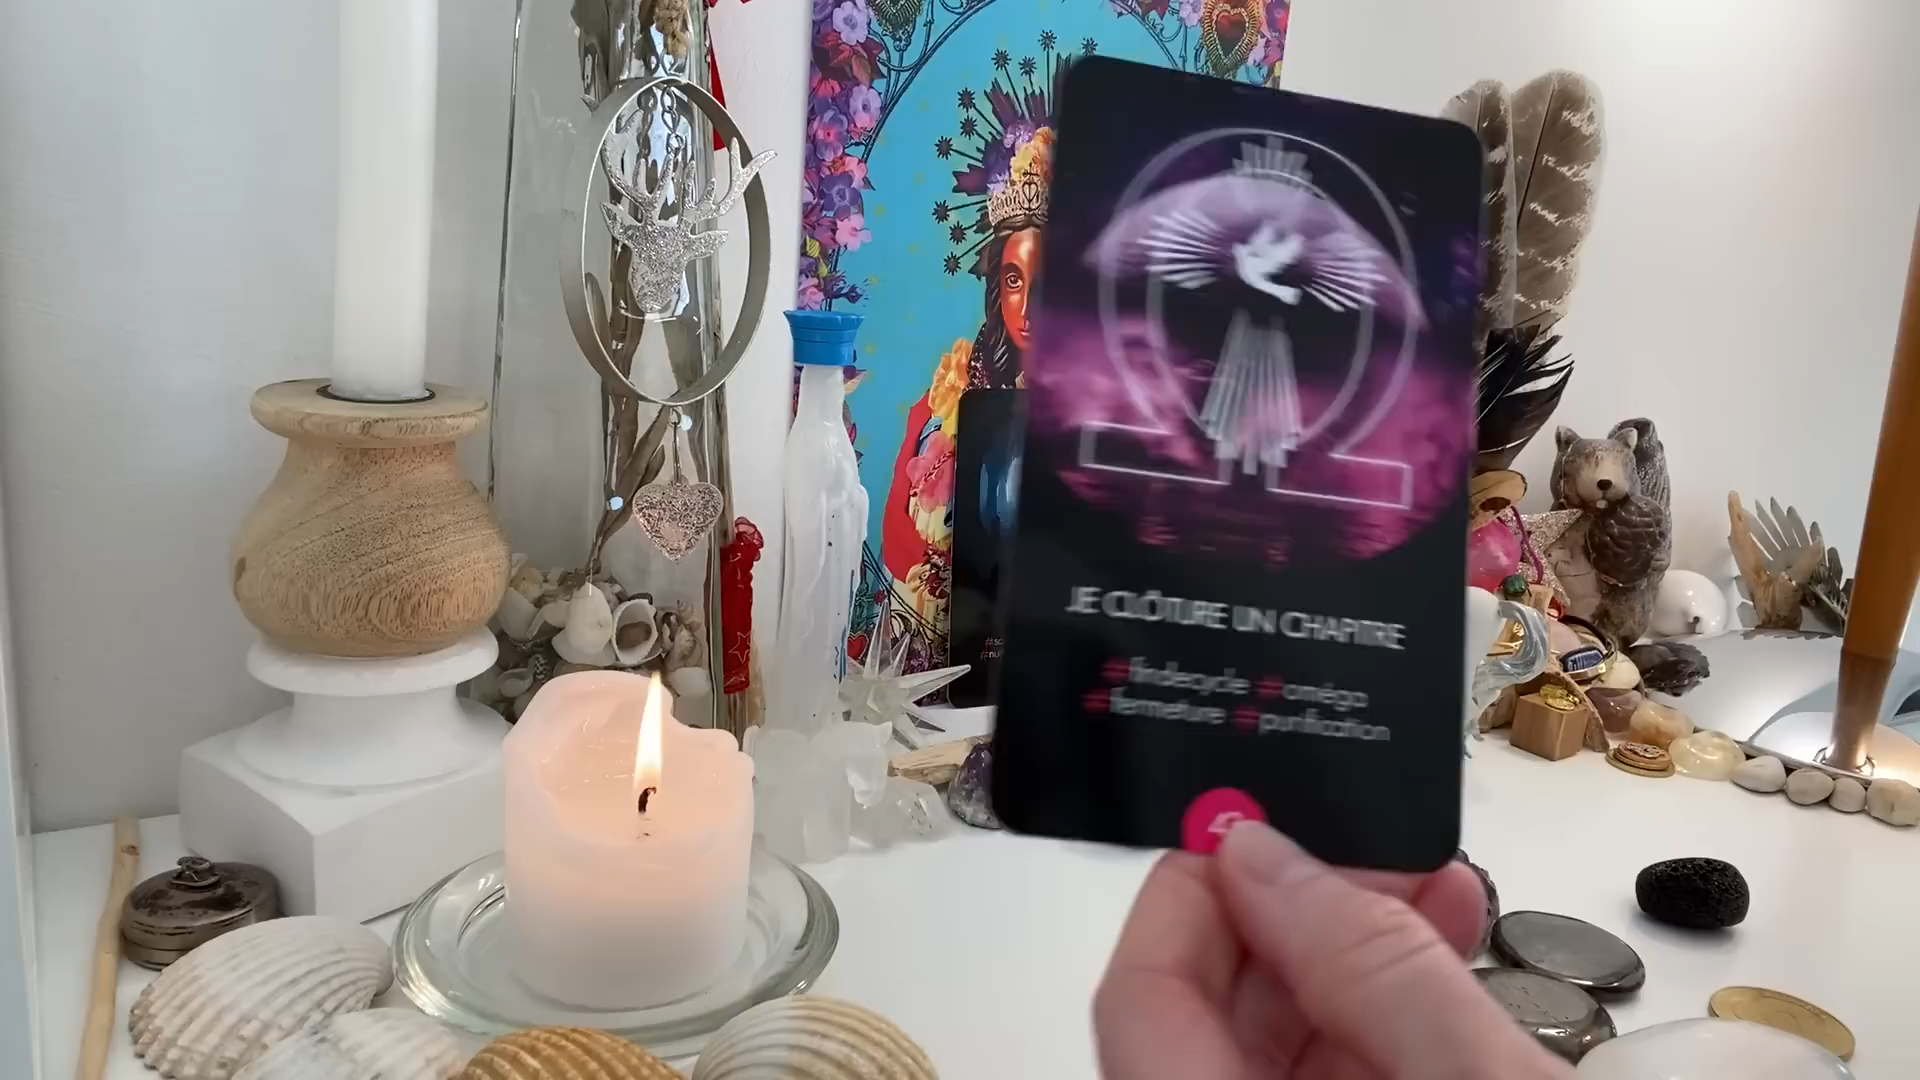 JE CLÔTURE UN CHAPITRE
#findecycle #oméga
#fermeture #purification